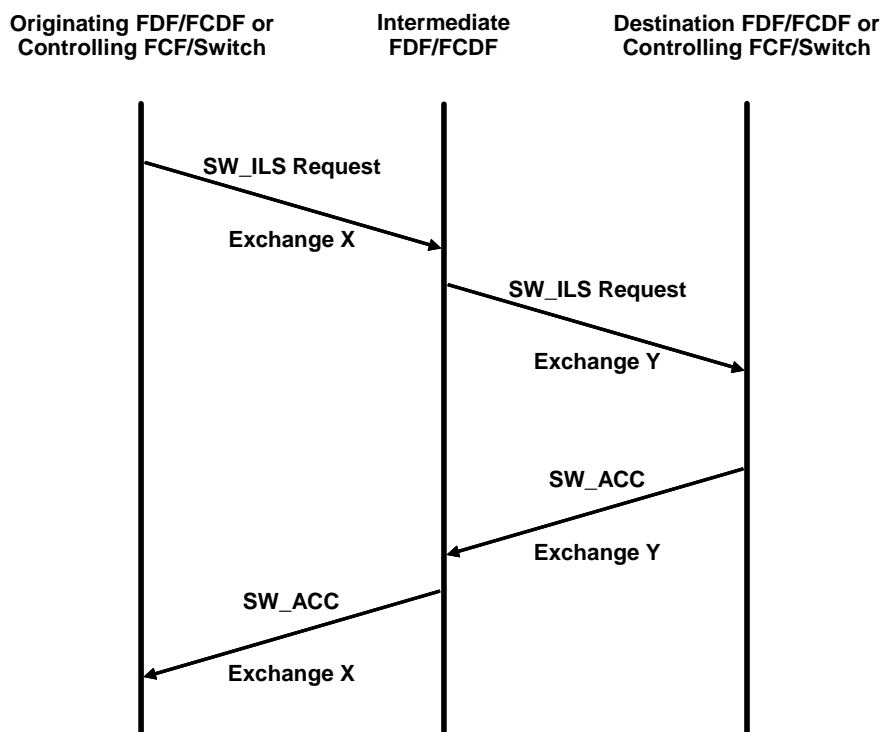 Originating FDF/FCDF or
Controlling FCF/Switch
Intermediate
FDF/FCDF
Destination FDF/FCDF or
Controlling FCF/Switch
SW_ILS Request
Exchange X
SW_ILS Request
Exchange Y
SW_ACC
Exchange Y
SW_ACC
Exchange X